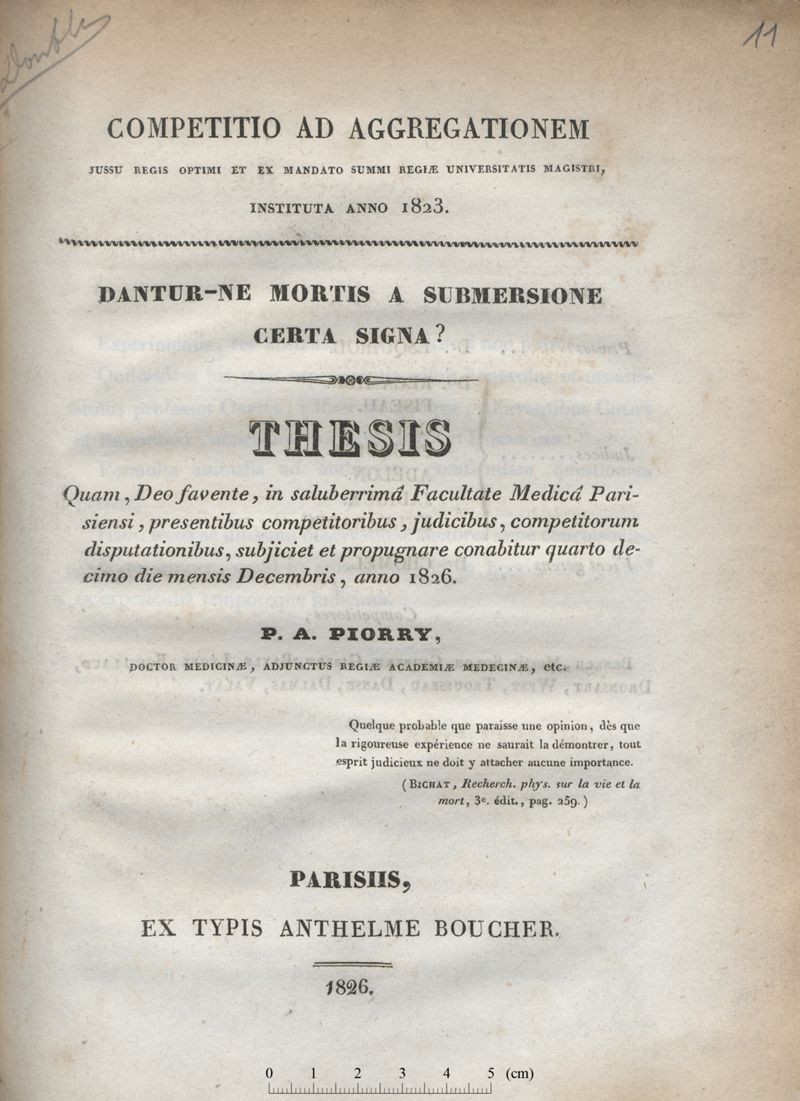 Double
11
COMPETITIO AD AGGREGATIONEM
JUSSU REGIS OPTIMI ET EX MANDATO SUMMI REGIÆ UNIVERSITATIS MAGISTRI,
INSTITUTA ANNO 1823.
DANTUR-NE MORTIS A SUBMERSIONE
CERTA SIGNA?
THESIS
Quam, Deo favente, in saluberrimâ Facultate Medicâ Pari-
siensi, presentibus competitoribus, judicibus, competitorum
disputationibus, subjiciet et propugnare conabitur quarto de-
cimo die mensis Decembris, anno 1826.
P. A. PIORRY,
DOCTOR MEDICINÆ, ADJUNCTUS REGIÆ ACADEMIÆ MEDECINÆ, etc.
Quelque probable que paraisse une opinion, dès que
la rigoureuse expérience ne saurait la démontrer, tout
esprit judicieux ne doit y attacher aucune importance.
(BICHAT, Recherch. phys. sur la vie et la
mort, 3e. édit., pag. 259.)
PARISIIS,
EX TYPIS ANTHELME BOUCHER.
1826.
0 1 2 3 4 5 (cm)